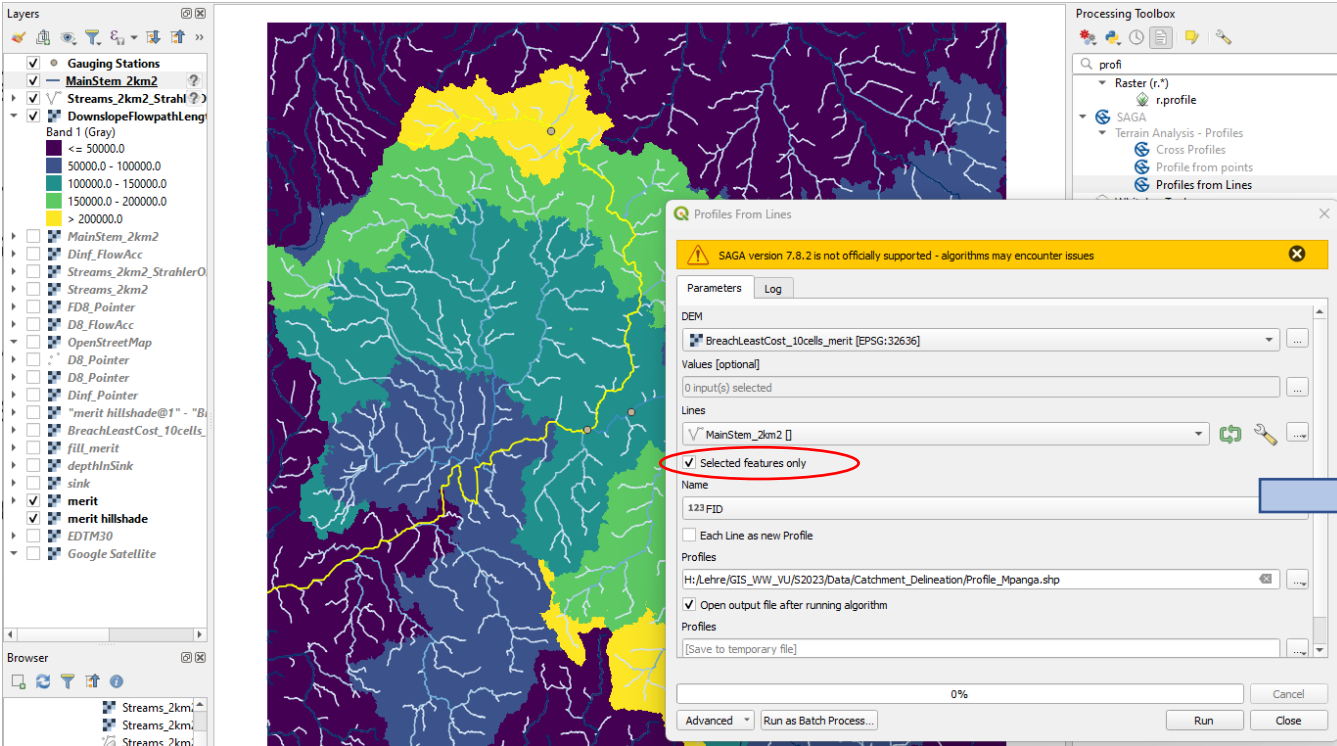 Layers
Gauging Stations
MainStem_2km2
Streams_2km2_Strahl
DownslopeFlowpathLengt
Band 1 (Gray)
<= 50000.0
50000.0 - 100000.0
100000.0 - 150000.0
150000.0 - 200000.0
> 200000.0
MainStem_2km2
Dinf_FlowAcc
Streams_2km2_StrahlerO
Streams_2km2
FD8_Pointer
D8_FlowAcc
OpenStreetMap
D8_Pointer
D8_Pointer
Dinf_Pointer
"merit hillshade@1" - "B
BreachLeastCost_10cells_
fill_merit
depthInSink
sink
merit
merit hillshade
EDTM30
Google Satellite
Browser
Streams_2km
Streams_2km
Streams_2km
Processing Toolbox
profi
Raster (r.*)
r.profile
SAGA
Terrain Analysis - Profiles
Cross Profiles
Profile from points
Profiles from Lines
Profiles From Lines
SAGA version 7.8.2 is not officially supported - algorithms may encounter issues
Parameters Log
DEM
BreachLeastCost_10cells_merit [EPSG:32636]
...
Values [optional]
0 input(s) selected
...
Lines
MainStem_2km2 []
...
Selected features only
Name
123 FID
Each Line as new Profile
Profiles
H:/Lehre/GIS_WW_VU/S2023/Data/Catchment_Delineation/Profile_Mpanga.shp
...
Open output file after running algorithm
Profiles
[Save to temporary file]
...
0%
Cancel
Advanced Run as Batch Process... Run Close